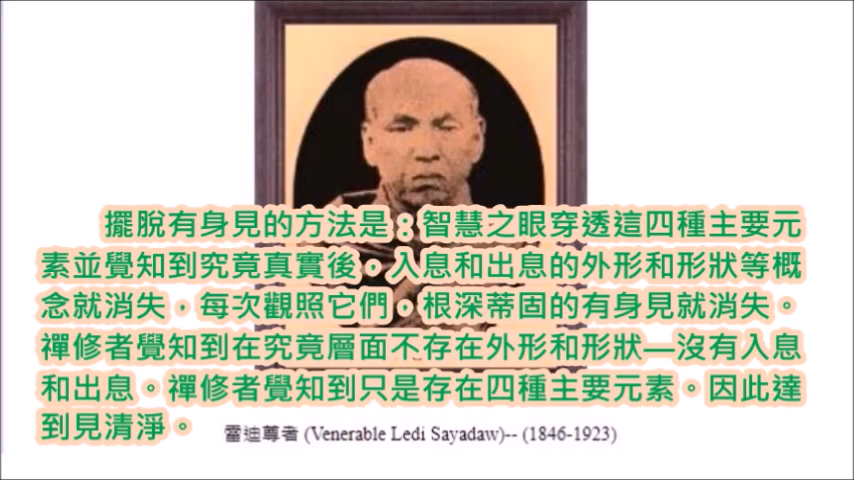 擺脫有身見的方法是：智慧之眼穿透這四種主要元
素並覺知到究竟真實後，入息和出息的外形和形狀等概
念就消失，每次觀照它們。根深蒂固的有身見就消失。
禪修者覺知到在究竟層面不存在外形和形狀—沒有入息
和出息。禪修者覺知到只是存在四種主要元素。因此達
到見清淨。
雷迪尊者 (Venerable Ledi Sayadaw)-- (1846-1923)